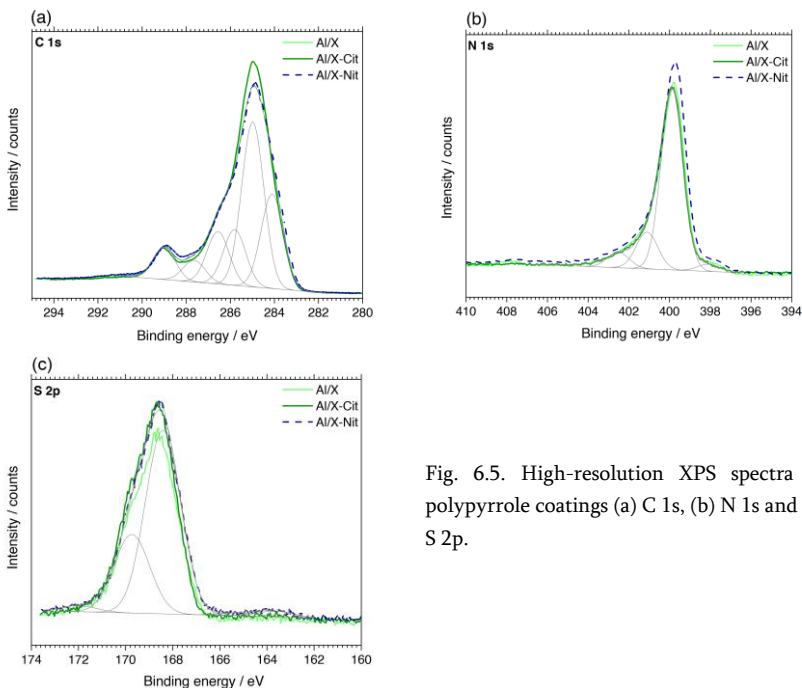 (a)
C 1s
Al/X
Al/X-Cit
Al/X-Nit
Intensity / counts
294 292 290 288 286 284 282 280
Binding energy / eV
(b)
N 1s
Al/X
Al/X-Cit
Al/X-Nit
Intensity / counts
410 408 406 404 402 400 398 396 394
Binding energy / eV
(c)
S 2p
Al/X
Al/X-Cit
Al/X-Nit
Intensity / counts
174 172 170 168 166 164 162 160
Binding energy / eV
Fig. 6.5. High-resolution XPS spectra
polypyrrole coatings (a) C 1s, (b) N 1s and
S 2p.